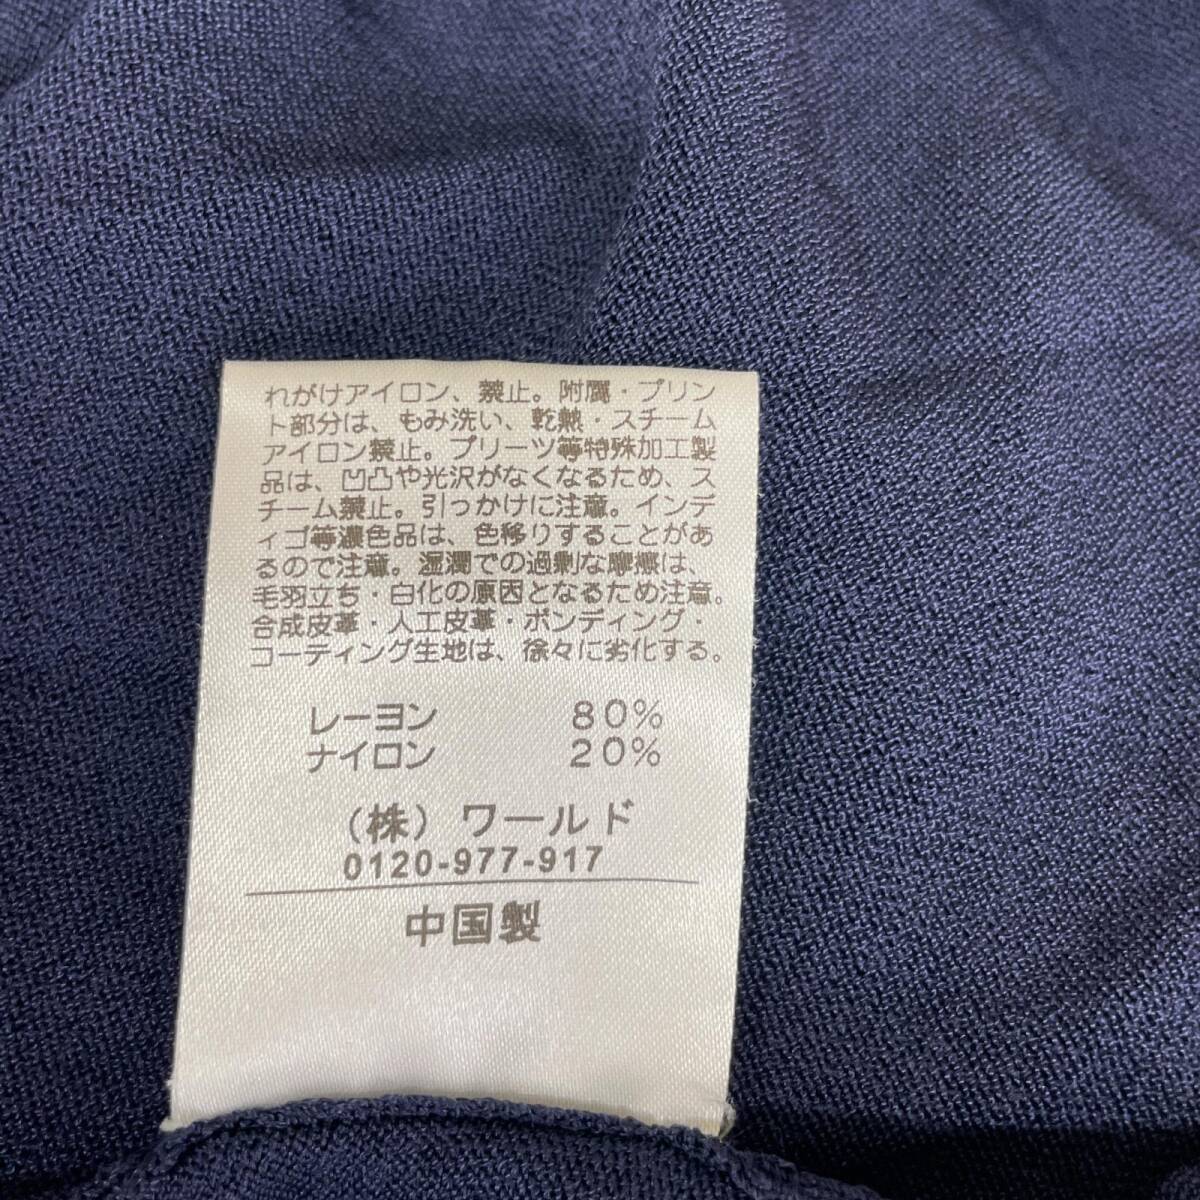 れがけアイロン、禁止。附属・プリン
ト部分は、もみ洗い、乾熱・スチーム
アイロン禁止。プリーツ等特殊加工製
品は、凹凸や光沢がなくなるため、ス
チーム禁止。引っかけに注意。インデ
ィゴ等濃色品は、色移りすることがあ
るので注意。湿潤での過剰な摩擦は、
毛羽立ち・白化の原因となるため注意。
合成皮革・人工皮革・ボンディング・
コーティング生地は、徐々に劣化する。
レーヨン 80%
ナイロン 20%
(株)ワールド
0120-977-917
中国製